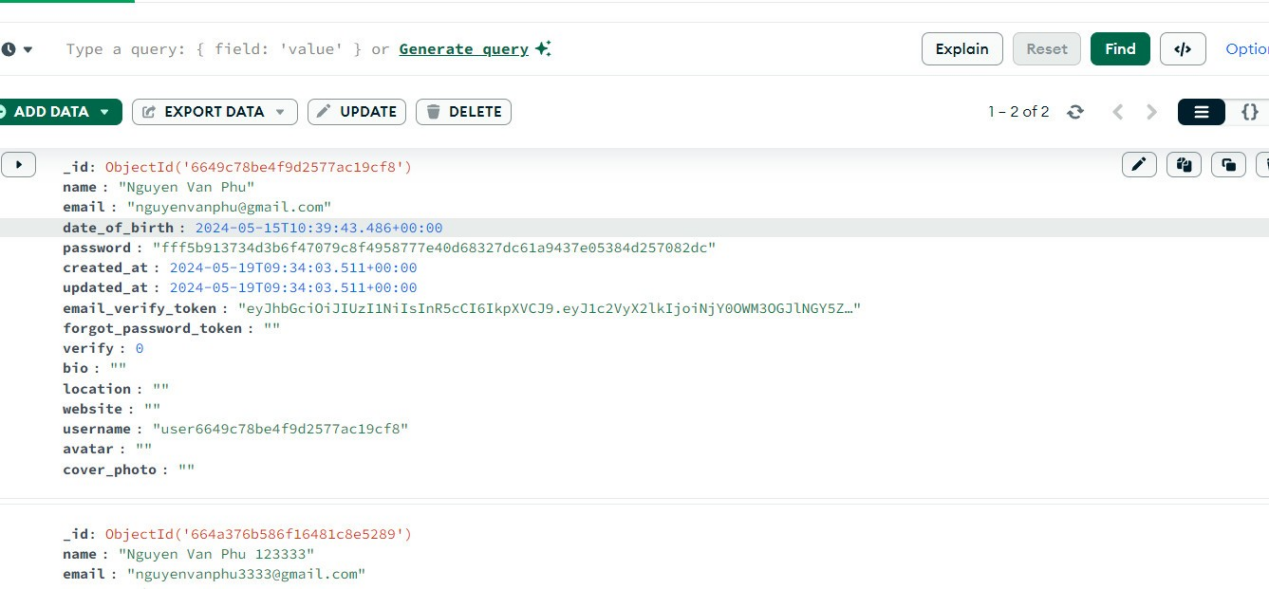 Type a query: { field: 'value' } or Generate query
Explain
Reset
Find
</>
ADD DATA
EXPORT DATA
UPDATE
DELETE
1 – 2 of 2
{}
_id: ObjectId('6649c78be4f9d2577ac19cf8')
name : "Nguyen Van Phu"
email : "nguyenvanphu@gmail.com"
date_of_birth : 2024-05-15T10:39:43.486+00:00
password : "fff5b913734d3b6f47079c8f4958777e40d68327dc61a9437e05384d257082dc"
created_at : 2024-05-19T09:34:03.511+00:00
updated_at : 2024-05-19T09:34:03.511+00:00
email_verify_token : "eyJhbGciOiJIUzI1NiIsInR5cCI6IkpXVCJ9.eyJ1c2VyX2lkIjoiNjY0OWM3OGJlNGY5Z…"
forgot_password_token : ""
verify : 0
bio : ""
location : ""
website : ""
username : "user6649c78be4f9d2577ac19cf8"
avatar : ""
cover_photo : ""
_id: ObjectId('664a376b586f16481c8e5289')
name : "Nguyen Van Phu 123333"
email : "nguyenvanphu3333@gmail.com"